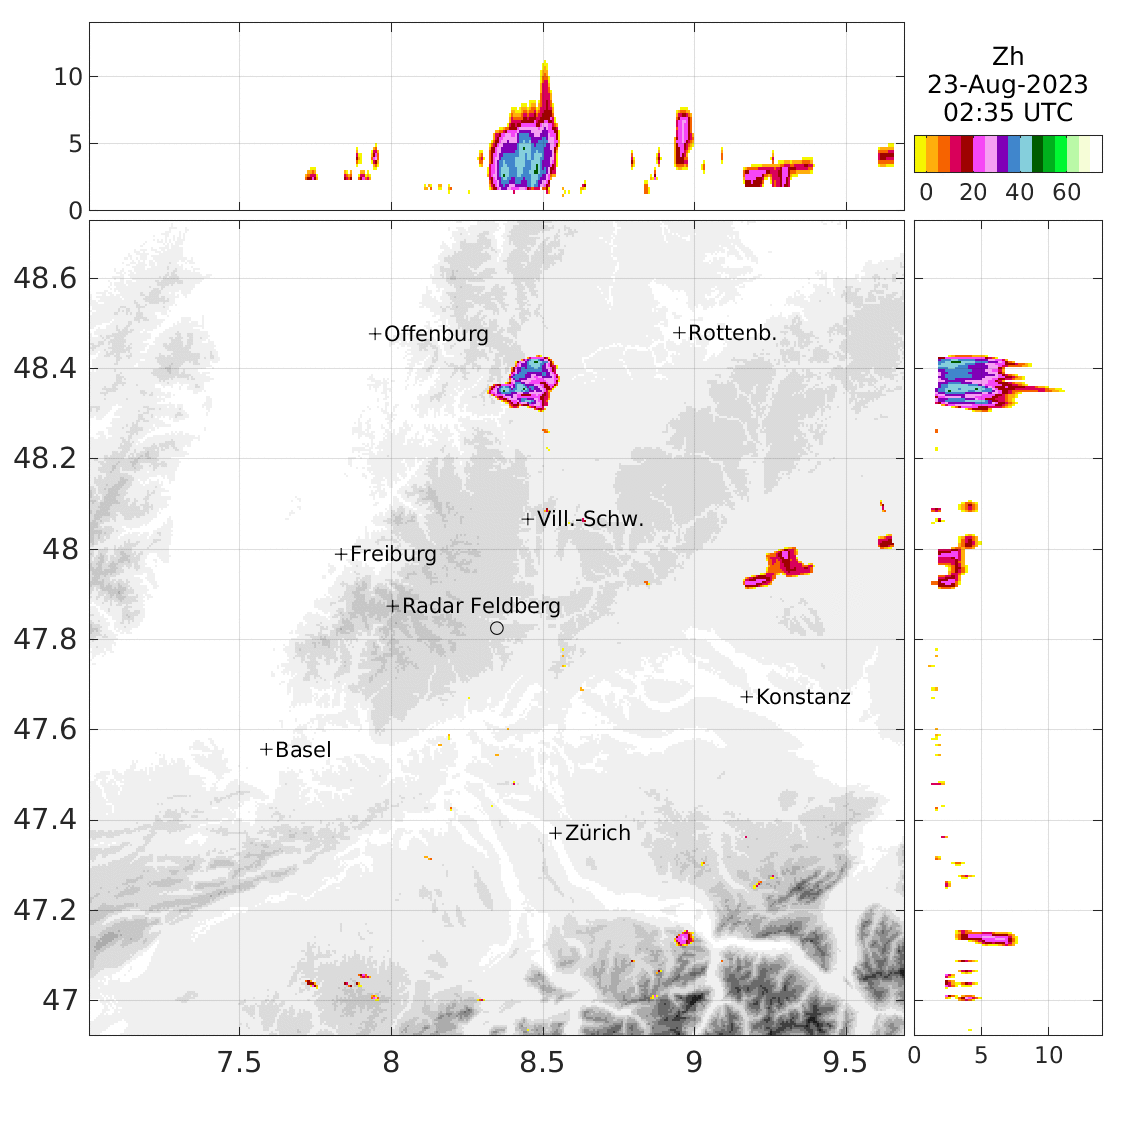 Zh
23-Aug-2023
02:35 UTC
0 20 40 60
10
5
0
48.6
48.4
48.2
48
47.8
47.6
47.4
47.2
47
Offenburg
Rottenb.
Vill.-Schw.
Freiburg
Radar Feldberg
Konstanz
Basel
Zürich
7.5 8 8.5 9 9.5
0 5 10